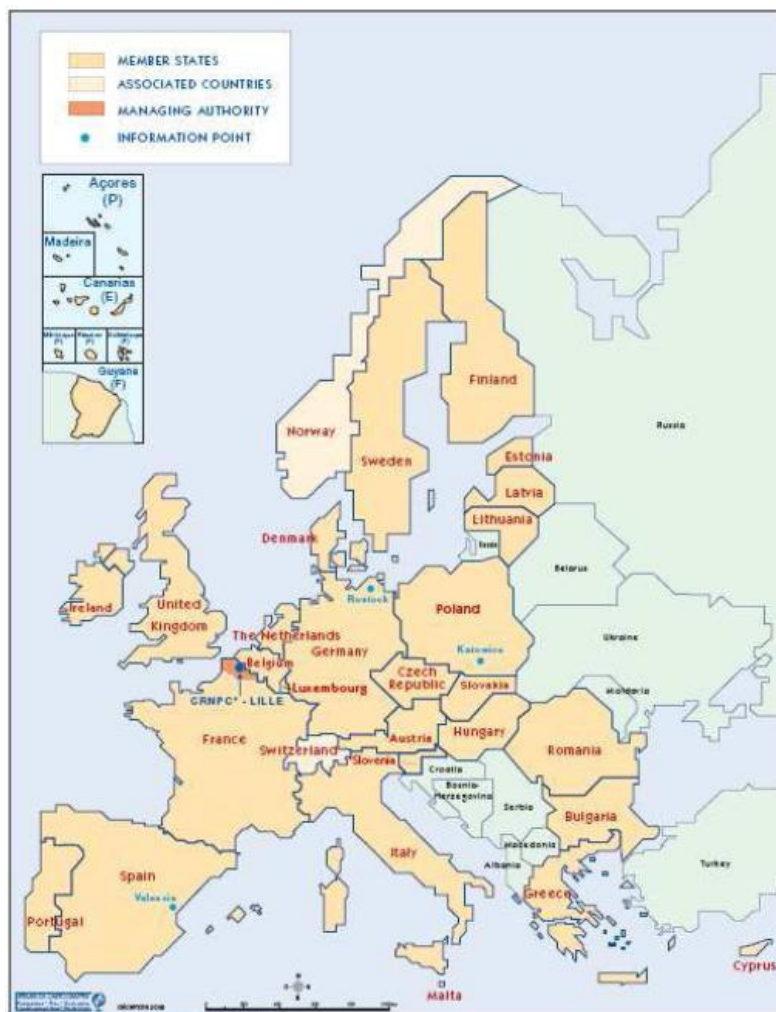 MEMBER STATES
ASSOCIATED COUNTRIES
MANAGING AUTHORITY
INFORMATION POINT
Açores
(P)
Madeira
Canarias
(E)
Guyane
(F)
Finland
Norway
Sweden
Russia
Estonia
Latvia
Lithuania
Denmark
Russia
Belarus
Ireland
United
Kingdom
Rostock
Poland
The Netherlands
Germany
Ukraine
Katowice
Belgium
Czech
Republic
Slovakia
Luxembourg
Moldavia
GRNPC* - LILLE
France
Switzerland
Austria
Hungary
Romania
Slovenia
Croatia
Bosnia-
Herzegovina
Serbia
Bulgaria
Italy
Macedonia
Albania
Turkey
Spain
Valencia
Portugal
Greece
Cyprus
Malta